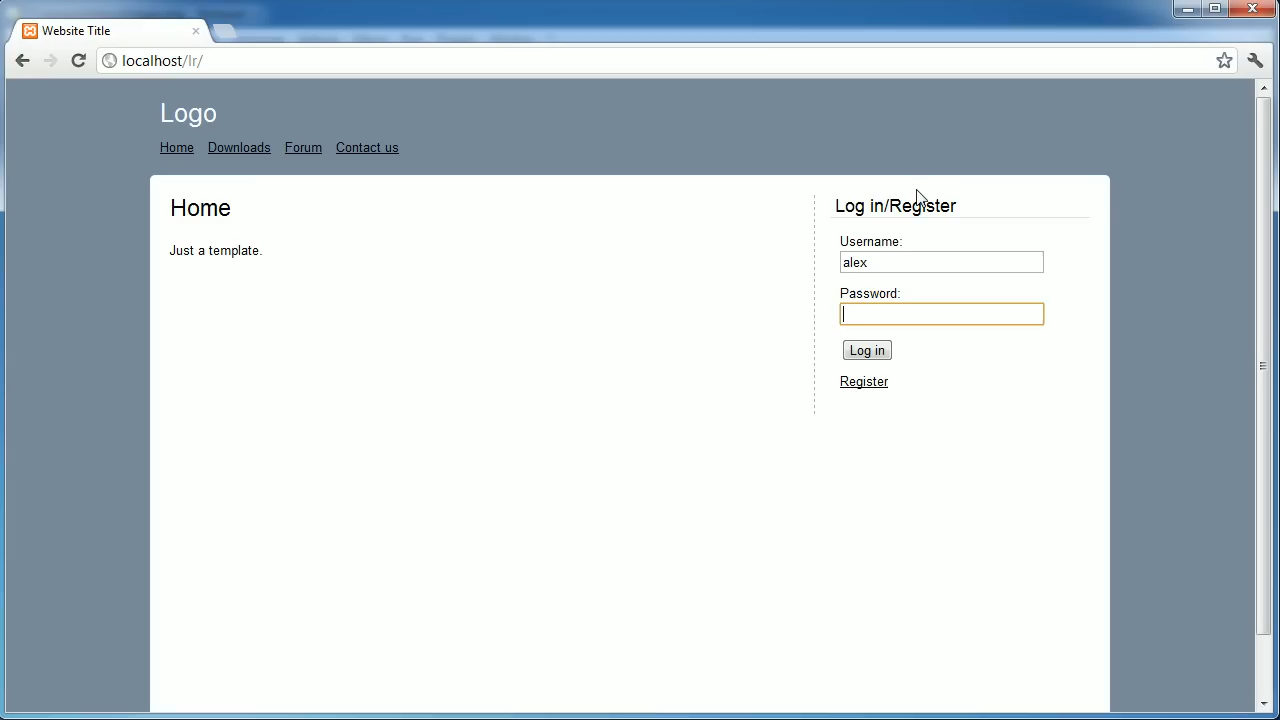 Website Title
localhost/lr/
Logo
Home Downloads Forum Contact us
Home
Just a template.
Log in/Register
Username:
alex
Password:
Log in
Register